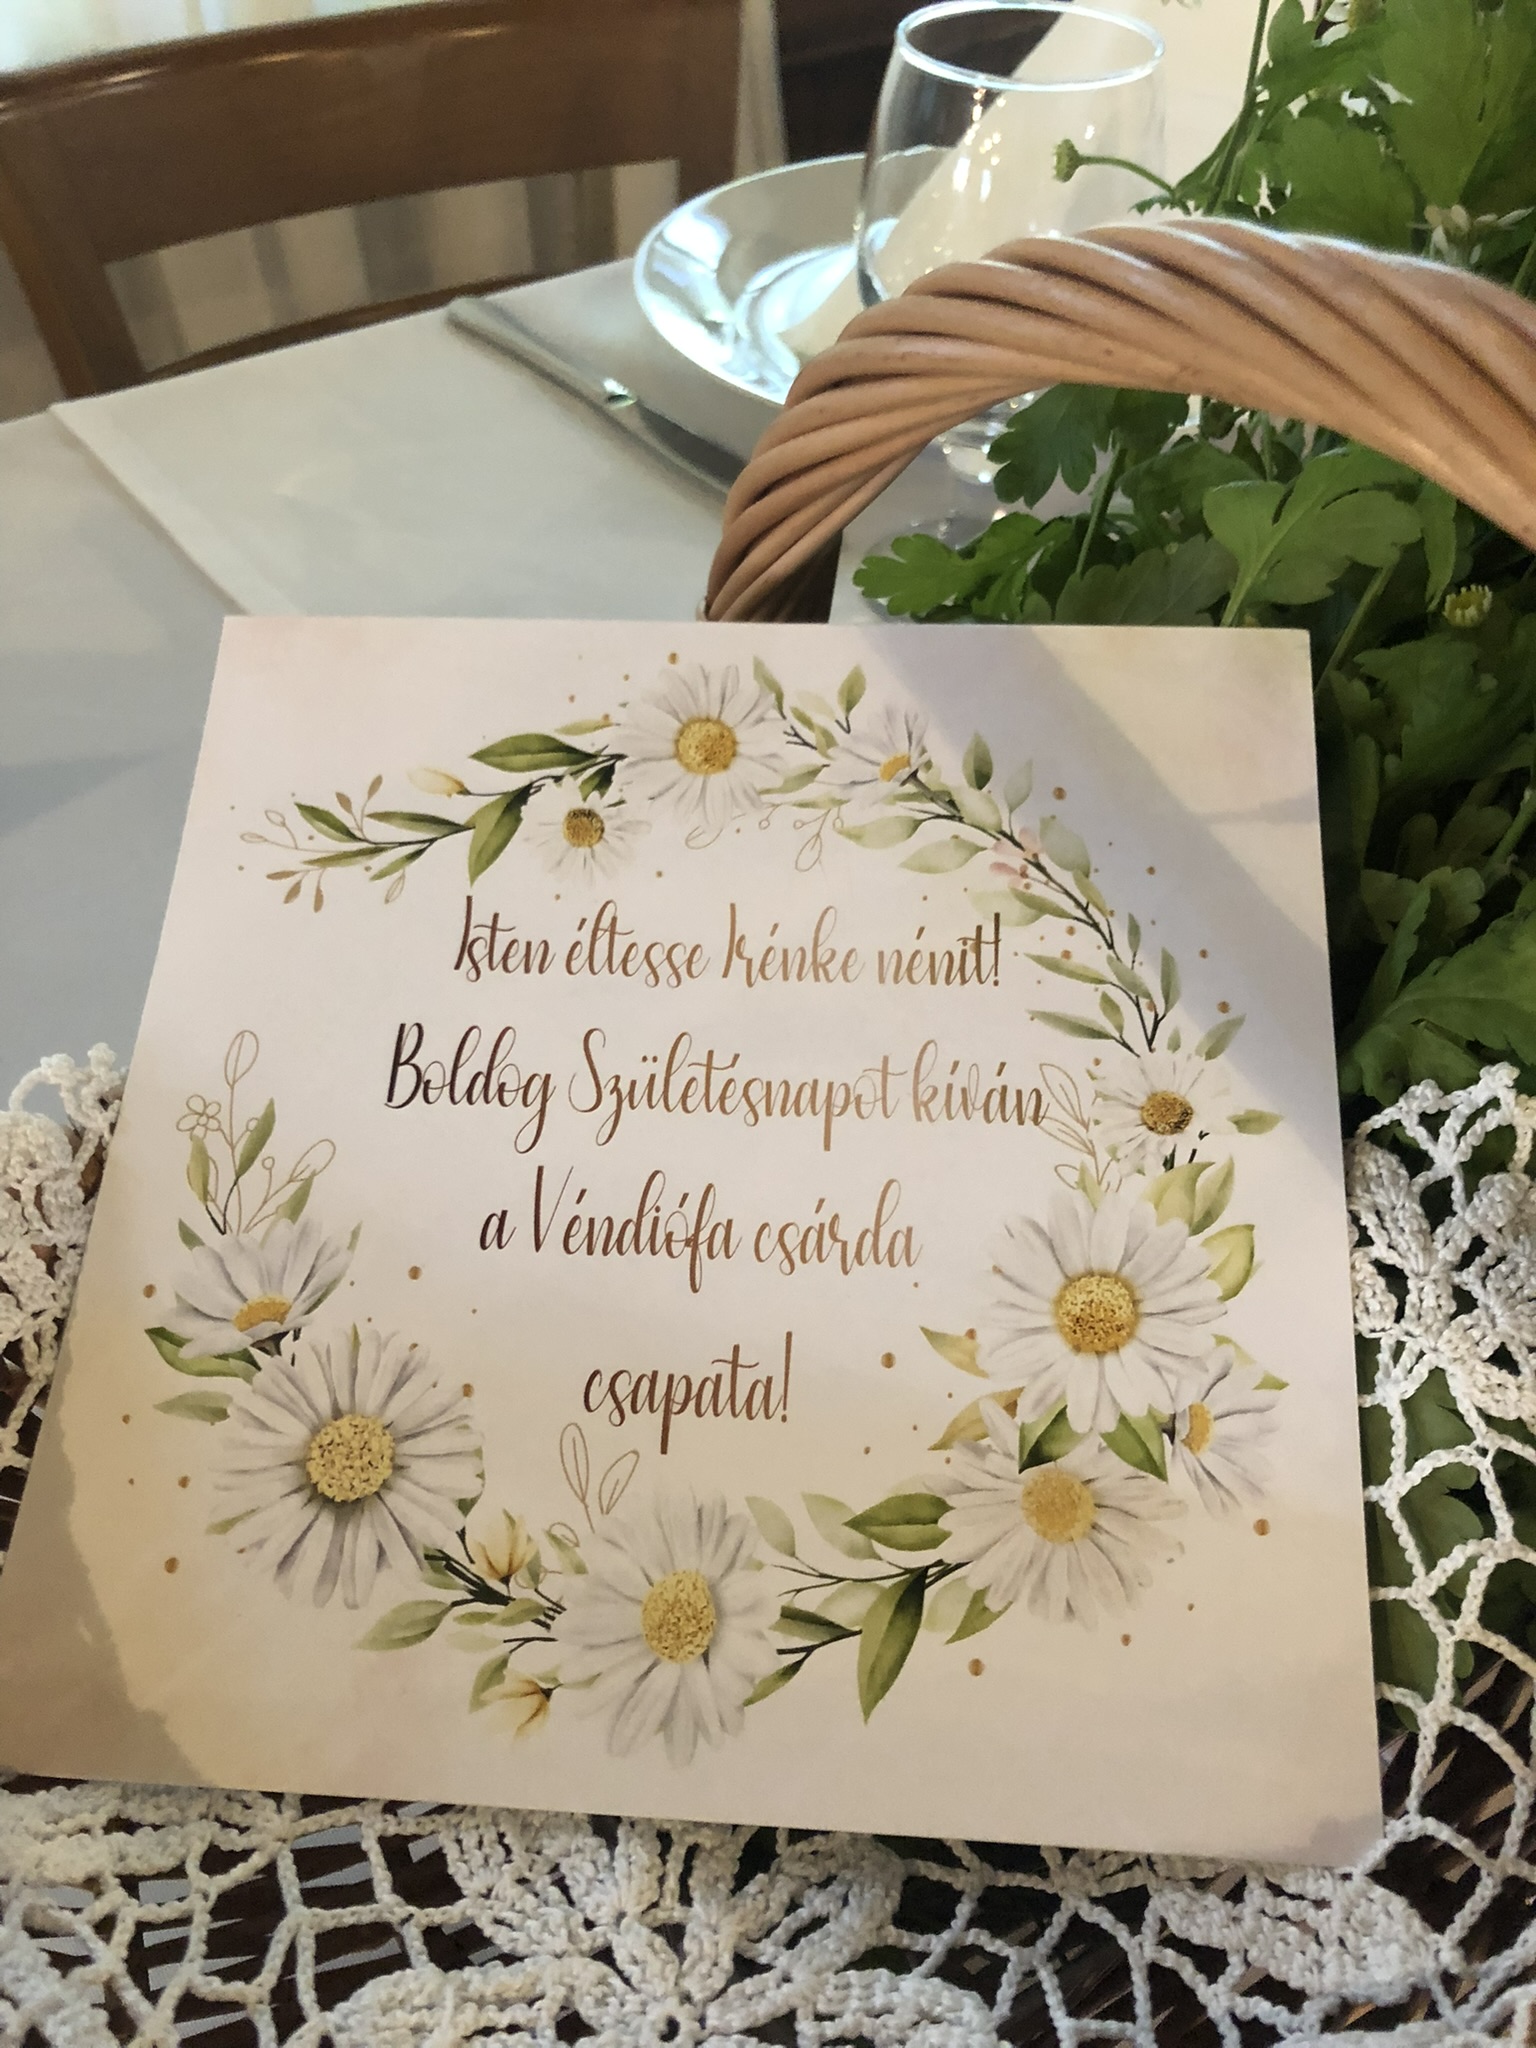 Isten éltesse Irénke nénit!
Boldog Születésnapot kíván
a Véndiófa csárda
csapata!